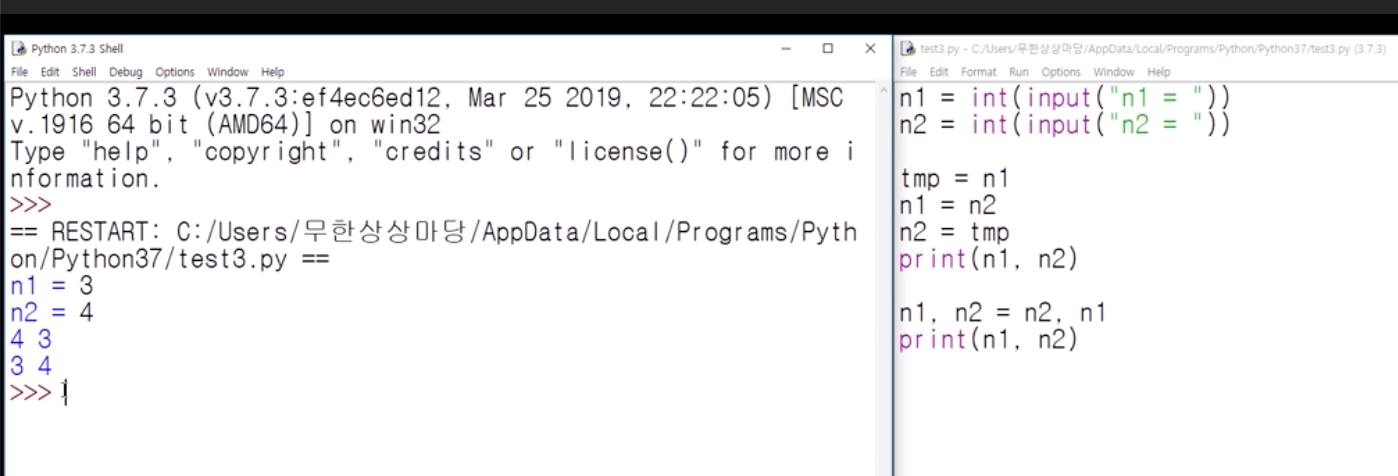 Python 3.7.3 Shell
File Edit Shell Debug Options Window Help
Python 3.7.3 (v3.7.3:ef4ec6ed12, Mar 25 2019, 22:22:05) [MSC
v.1916 64 bit (AMD64)] on win32
Type "help", "copyright", "credits" or "license()" for more i
nformation.
>>>
== RESTART: C:/Users/무한상상마당/AppData/Local/Programs/Pyth
on/Python37/test3.py ==
n1 = 3
n2 = 4
4 3
3 4
>>>
test3.py - C:/Users/무한상상마당/AppData/Local/Programs/Python/Python37/test3.py (3.7.3)
File Edit Format Run Options Window Help
n1 = int(input("n1 = "))
n2 = int(input("n2 = "))
tmp = n1
n1 = n2
n2 = tmp
print(n1, n2)
n1, n2 = n2, n1
print(n1, n2)